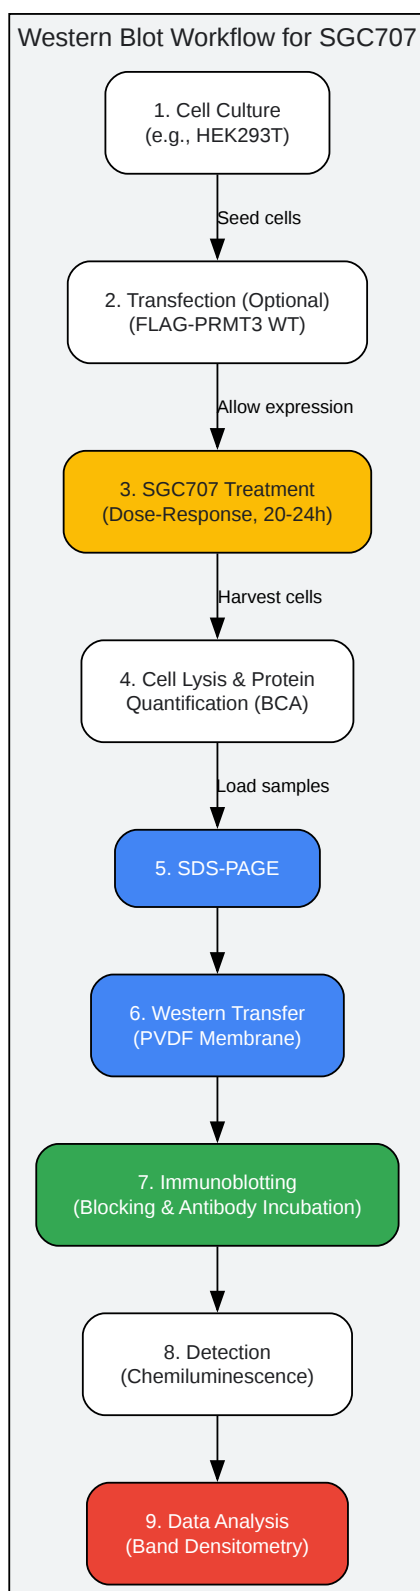 Western Blot Workflow for SGC707
1. Cell Culture
(e.g., HEK293T)
Seed cells
2. Transfection (Optional)
(FLAG-PRMT3 WT)
Allow expression
3. SGC707 Treatment
(Dose-Response, 20-24h)
Harvest cells
4. Cell Lysis & Protein
Quantification (BCA)
Load samples
5. SDS-PAGE
6. Western Transfer
(PVDF Membrane)
7. Immunoblotting
(Blocking & Antibody Incubation)
8. Detection
(Chemiluminescence)
9. Data Analysis
(Band Densitometry)